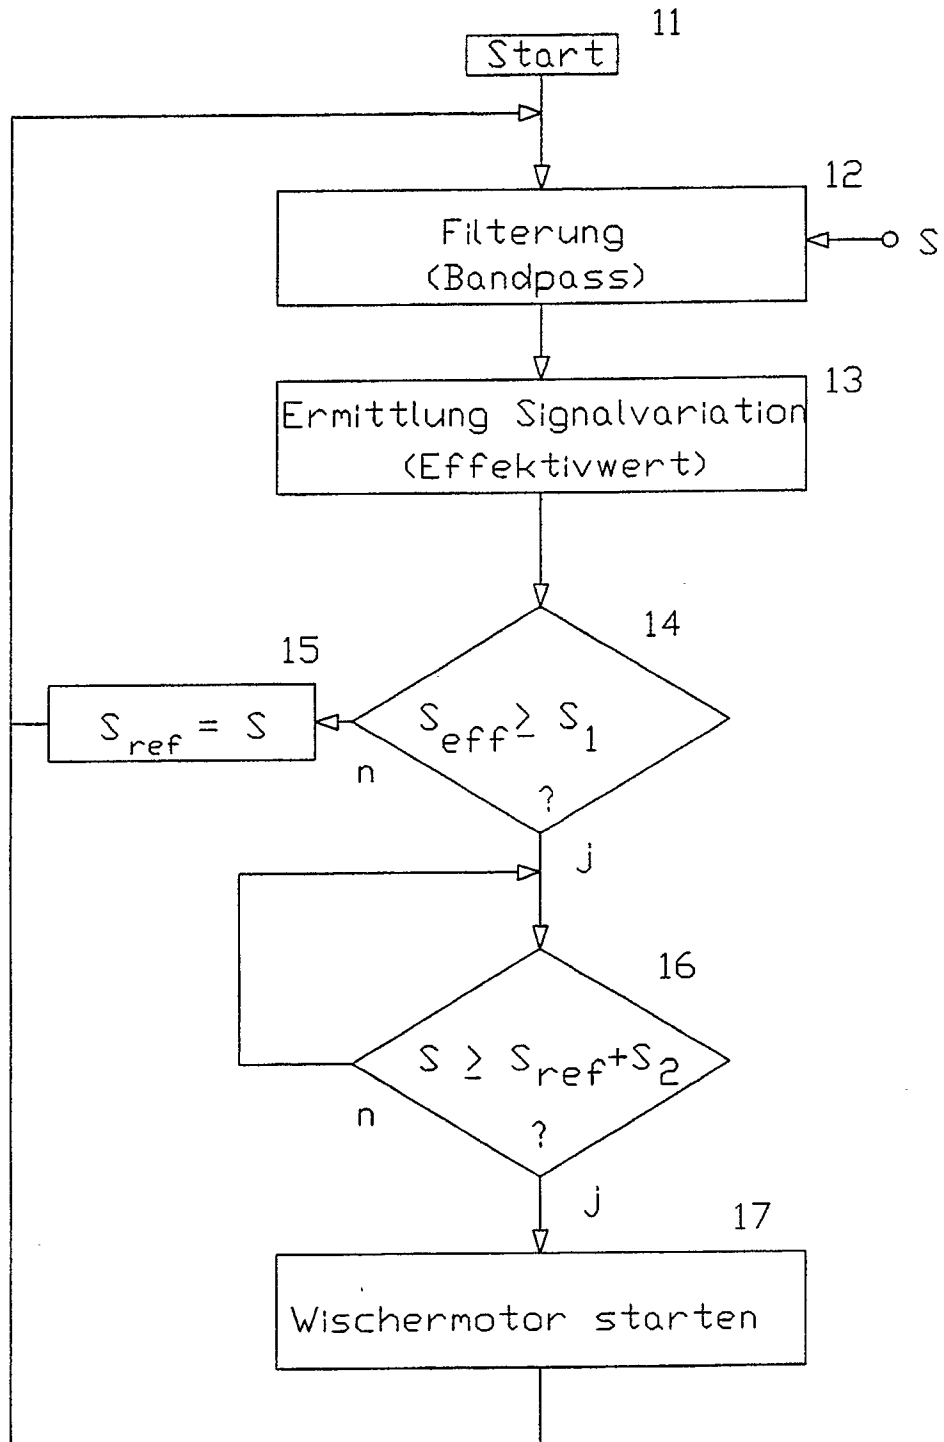 11
Start
12
Filterung
(Bandpass)
S
13
Ermittlung Signalvariation
(Effektivwert)
14
15
S_ref = S
S_eff ≥ S_1
n
?
j
16
S ≥ S_ref+S_2
n
?
j
17
Wischermotor starten